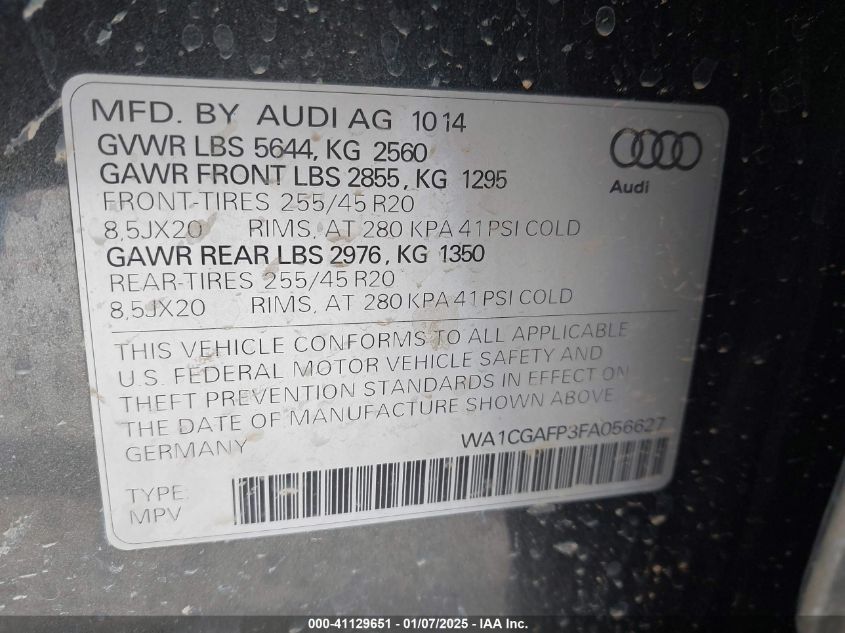 MFD. BY AUDI AG 10 14
GVWR LBS 5644, KG 2560
GAWR FRONT LBS 2855, KG 1295
FRONT-TIRES 255/45 R20
8,5JX20 RIMS, AT 280 KPA 41 PSI COLD
GAWR REAR LBS 2976, KG 1350
REAR-TIRES 255/45 R20
8,5JX20 RIMS, AT 280 KPA 41 PSI COLD
Audi
THIS VEHICLE CONFORMS TO ALL APPLICABLE
U.S. FEDERAL MOTOR VEHICLE SAFETY AND
THEFT PREVENTION STANDARDS IN EFFECT ON
THE DATE OF MANUFACTURE SHOWN ABOVE
GERMANY WA1CGAFP3FA056627
TYPE:
MPV
000-41129651 — 01/07/2025 — IAA Inc.